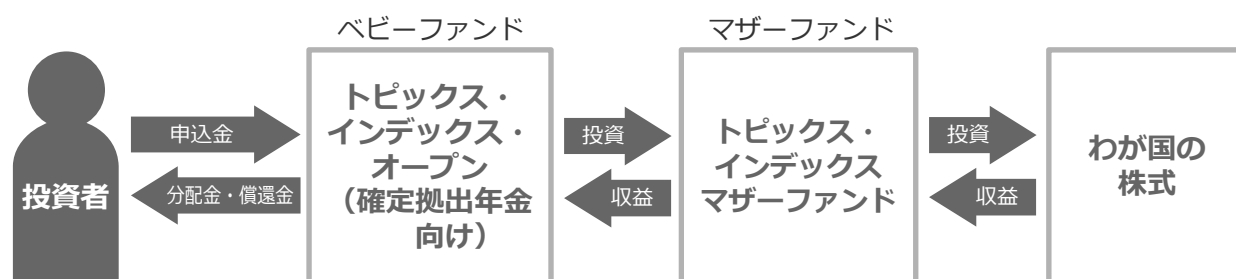 ベビーファンド
マザーファンド
投資者
申込金
分配金・償還金
トピックス・
インデックス・
オープン
（確定拠出年金
向け）
投資
収益
トピックス・
インデックス
マザーファンド
投資
収益
わが国の
株式